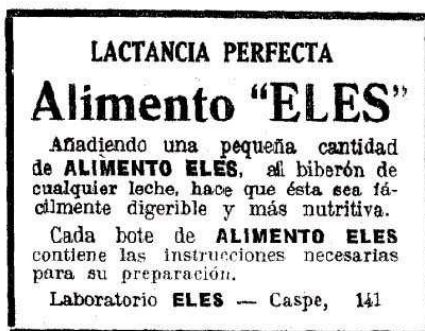 LACTANCIA PERFECTA
Alimento "ELES"
Añadiendo una pequeña cantidad
de ALIMENTO ELES, al biberón de
cualquier leche, hace que ésta sea fá-
cilmente digerible y más nutritiva.
Cada bote de ALIMENTO ELES
contiene las instrucciones necesarias
para su preparación.
Laboratorio ELES — Caspe, 141